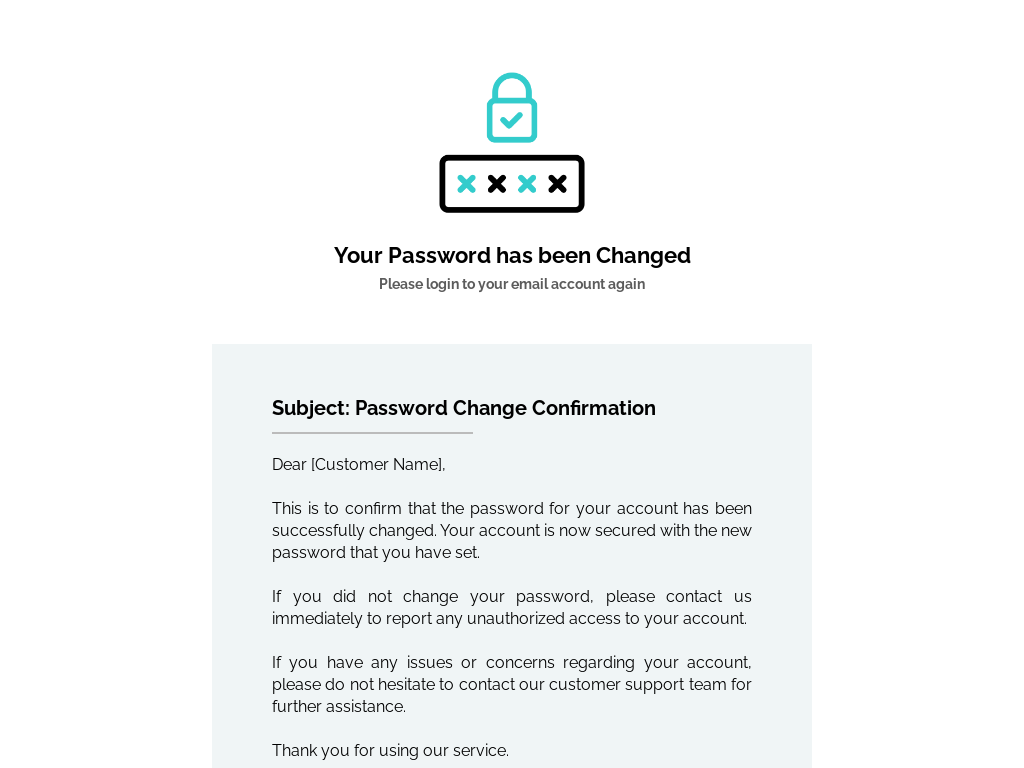 Your Password has been Changed
Please login to your email account again
Subject: Password Change Confirmation
Dear [Customer Name],
This is to confirm that the password for your account has been
successfully changed. Your account is now secured with the new
password that you have set.
If you did not change your password, please contact us
immediately to report any unauthorized access to your account.
If you have any issues or concerns regarding your account,
please do not hesitate to contact our customer support team for
further assistance.
Thank you for using our service.